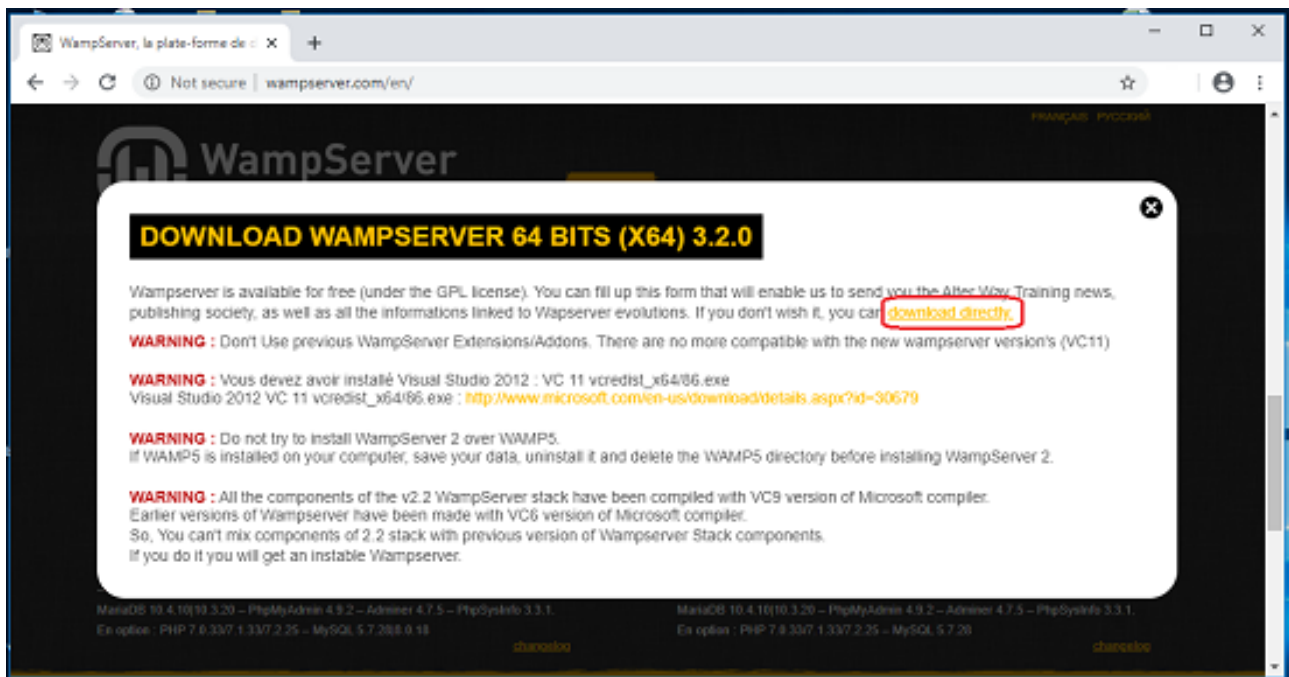 WampServer, la plate-forme de d
Not secure | wampserver.com/en/
FRANÇAIS РУССКИЙ
WampServer
DOWNLOAD WAMPSERVER 64 BITS (X64) 3.2.0
Wampserver is available for free (under the GPL license). You can fill up this form that will enable us to send you the Alter Way Training news,
publishing society, as well as all the informations linked to Wapserver evolutions. If you don't wish it, you can download directly.
WARNING : Don't Use previous WampServer Extensions/Addons. There are no more compatible with the new wampserver version's (VC11)
WARNING : Vous devez avoir installé Visual Studio 2012 : VC 11 vcredist_x64/86.exe
Visual Studio 2012 VC 11 vcredist_x64/86.exe : http://www.microsoft.com/en-us/download/details.aspx?id=30679
WARNING : Do not try to install WampServer 2 over WAMP5.
If WAMP5 is installed on your computer, save your data, uninstall it and delete the WAMP5 directory before installing WampServer 2.
WARNING : All the components of the v2.2 WampServer stack have been compiled with VC9 version of Microsoft compiler.
Earlier versions of Wampserver have been made with VC6 version of Microsoft compiler.
So, You can't mix components of 2.2 stack with previous version of Wampserver Stack components.
If you do it you will get an instable Wampserver.
MariaDB 10.4.10|10.3.20 – PhpMyAdmin 4.9.2 – Adminer 4.7.5 – PhpSysInfo 3.3.1.
En option : PHP 7.0.33/7.1.33/7.2.25 – MySQL 5.7.28|8.0.18
changelog
MariaDB 10.4.10|10.3.20 – PhpMyAdmin 4.9.2 – Adminer 4.7.5 – PhpSysInfo 3.3.1.
En option : PHP 7.0.33/7.1.33/7.2.25 – MySQL 5.7.28
changelog